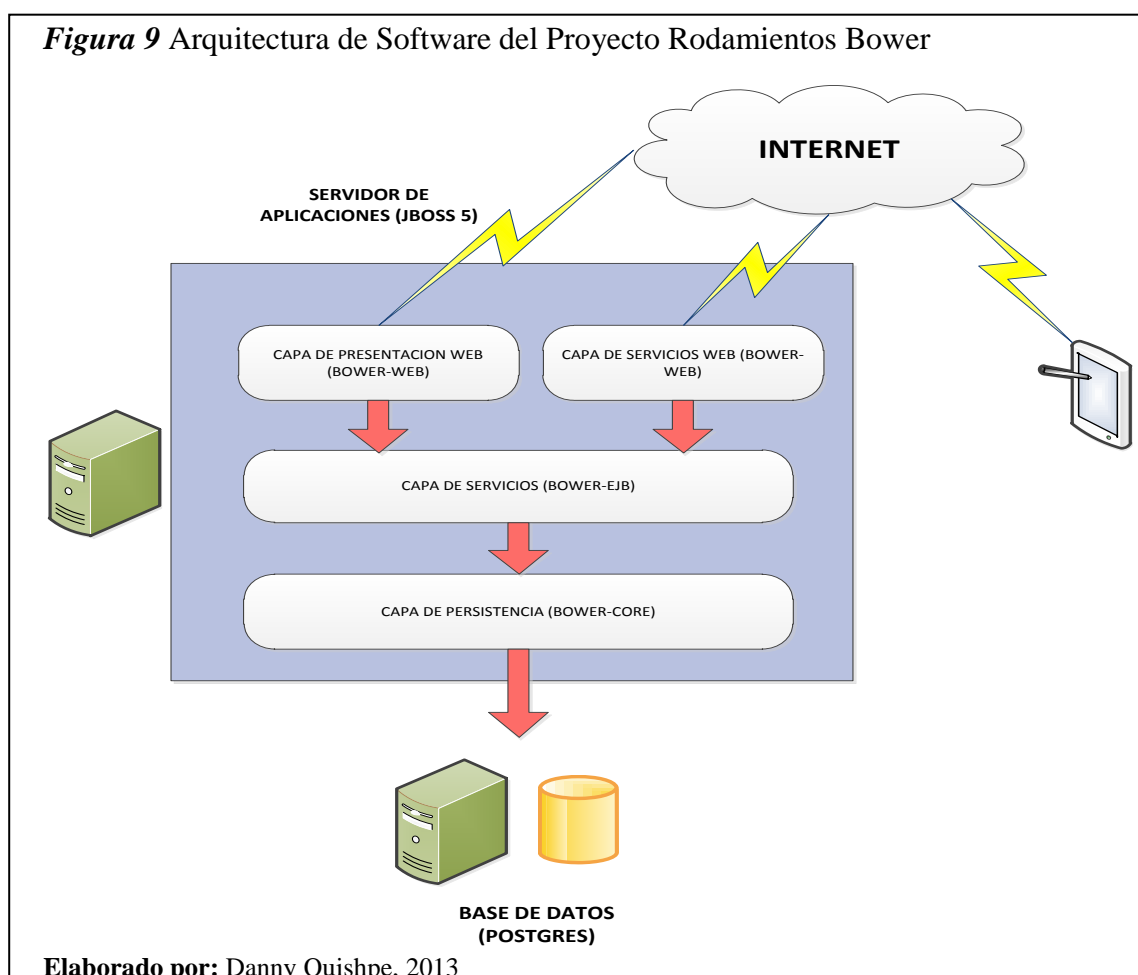 Figura 9 Arquitectura de Software del Proyecto Rodamientos Bower
INTERNET
SERVIDOR DE
APLICACIONES (JBOSS 5)
CAPA DE PRESENTACION WEB
(BOWER-WEB)
CAPA DE SERVICIOS WEB (BOWER-
WEB)
CAPA DE SERVICIOS (BOWER-EJB)
CAPA DE PERSISTENCIA (BOWER-CORE)
BASE DE DATOS
(POSTGRES)
Elaborado por: Danny Quishpe, 2013